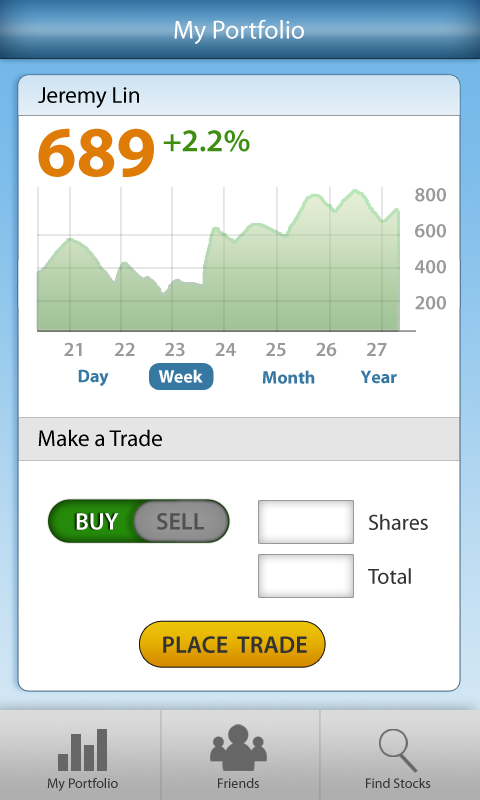 My Portfolio
Jeremy Lin
689 +2.2%
800
600
400
200
21 22 23 24 25 26 27
Day Week Month Year
Make a Trade
BUY SELL Shares
Total
PLACE TRADE
My Portfolio Friends Find Stocks